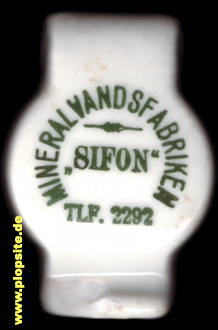 MINERALVANDSFABRIKEN
„SIFON“
TLF. 2292
www.plopsite.de